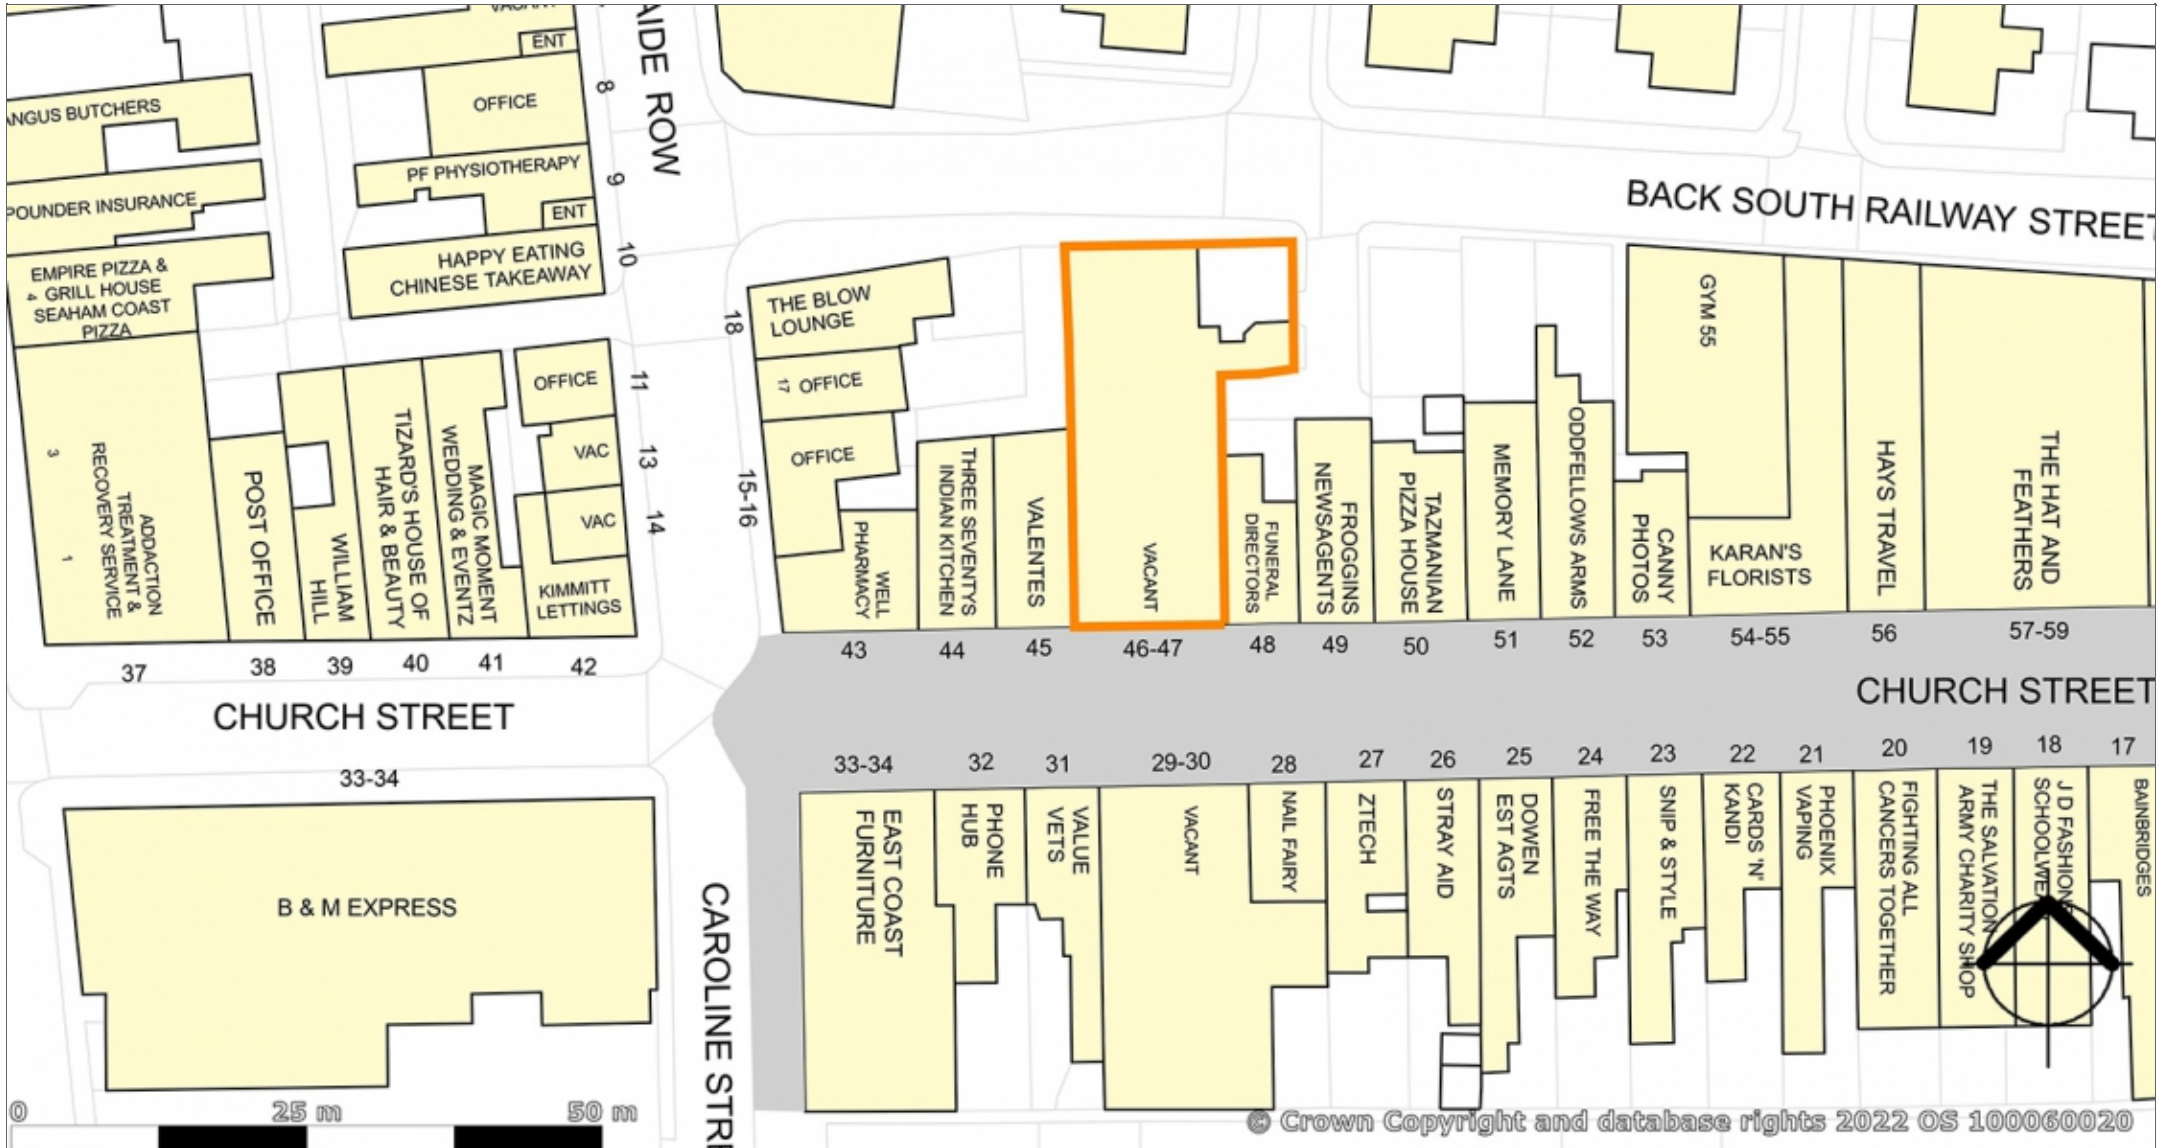 VACANT
ENT
OFFICE
8
AIDE ROW
ANGUS BUTCHERS
PF PHYSIOTHERAPY
9
POUNDER INSURANCE
ENT
BACK SOUTH RAILWAY STREET
HAPPY EATING
CHINESE TAKEAWAY
10
EMPIRE PIZZA &
4 GRILL HOUSE
SEAHAM COAST
PIZZA
THE BLOW
LOUNGE
18
GYM 55
OFFICE
11
17 OFFICE
3
1
ADDACTION
TREATMENT &
RECOVERY SERVICE
POST OFFICE
WILLIAM
HILL
TIZARD'S HOUSE OF
HAIR & BEAUTY
MAGIC MOMENT
WEDDING & EVENTZ
VAC
13
VAC
14
KIMMITT
LETTINGS
OFFICE
15-16
WELL
PHARMACY
THREE SEVENTY'S
INDIAN KITCHEN
VALENTES
VACANT
FUNERAL
DIRECTORS
FROGGINS
NEWSAGENTS
TAZMANIAN
PIZZA HOUSE
MEMORY LANE
ODDFELLOWS ARMS
CANNY
PHOTOS
KARAN'S
FLORISTS
HAYS TRAVEL
THE HAT AND
FEATHERS
37
38
39
40
41
42
43
44
45
46-47
48
49
50
51
52
53
54-55
56
57-59
CHURCH STREET
CHURCH STREET
33-34
33-34
32
31
29-30
28
27
26
25
24
23
22
21
20
19
18
17
B & M EXPRESS
CAROLINE STRE
EAST COAST
FURNITURE
PHONE
HUB
VALUE
VETS
VACANT
NAIL FAIRY
ZTECH
STRAY AID
DOWEN
EST AGTS
FREE THE WAY
SNIP & STYLE
CARDS 'N'
KANDI
PHOENIX
VAPING
FIGHTING ALL
CANCERS TOGETHER
THE SALVATION
ARMY CHARITY SHOP
J D FASHION
SCHOOLWEAR
BAINBRIDGES
0 25 m 50 m
© Crown Copyright and database rights 2022 OS 100060020